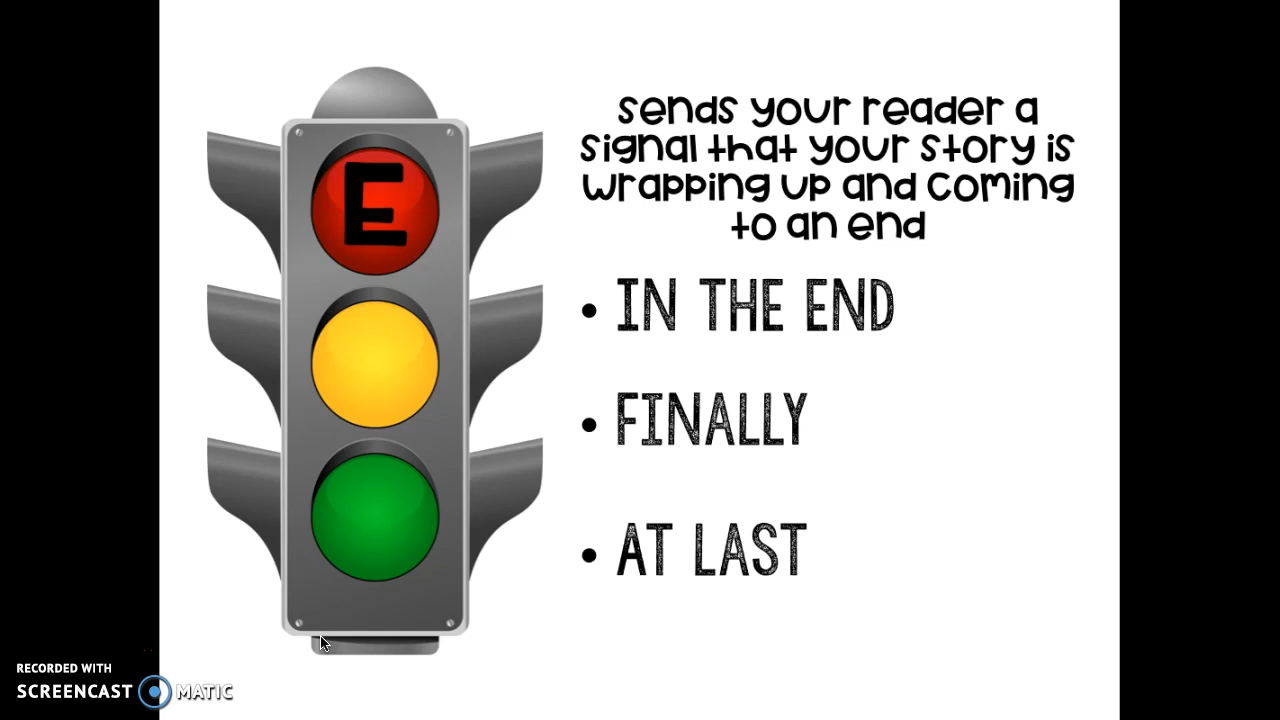 E
sends your reader a
signal that your story is
wrapping up and coming
to an end
• IN THE END
• FINALLY
• AT LAST
RECORDED WITH
SCREENCAST MATIC